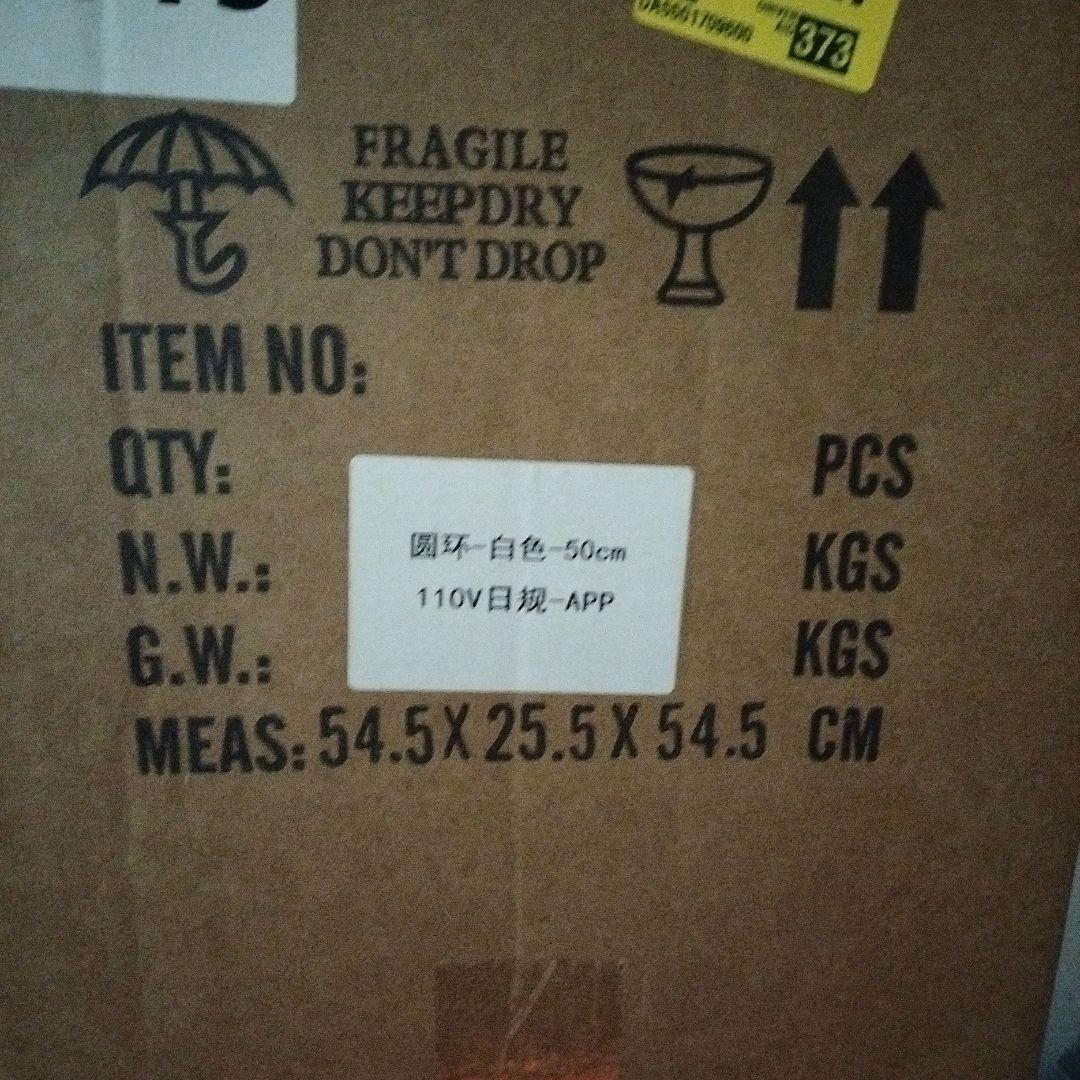 373
FRAGILE
KEEPDRY
DON'T DROP
ITEM NO:
QTY: PCS
圆环-白色-50cm
N.W.: KGS
110V日规-APP
G.W.: KGS
MEAS: 54.5 X 25.5 X 54.5 CM